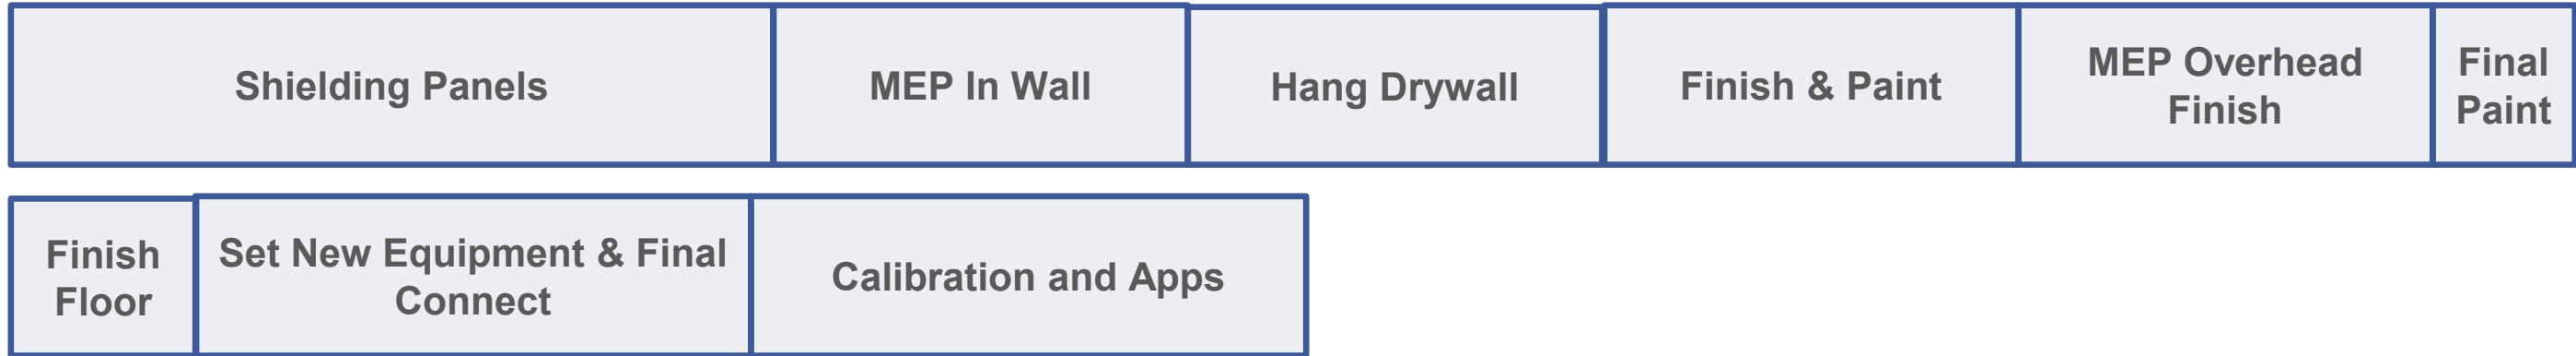 Shielding Panels
MEP In Wall
Hang Drywall
Finish & Paint
MEP Overhead
Finish
Final
Paint
Finish
Floor
Set New Equipment & Final
Connect
Calibration and Apps